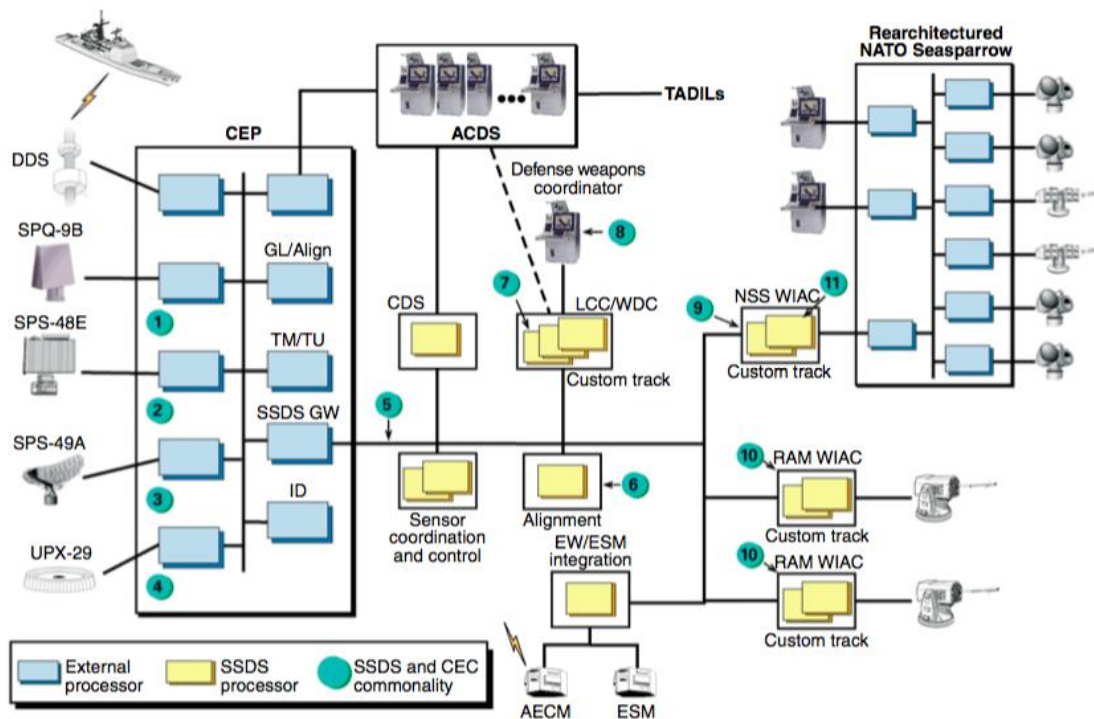 Rearchitectured
NATO Seasparrow
TADILs
CEP
ACDS
DDS
Defense weapons
coordinator
8
SPQ-9B
GL/Align
7
NSS WIAC
11
CDS
LCC/WDC
9
1
SPS-48E
TM/TU
Custom track
Custom track
2
SSDS GW
5
SPS-49A
10
RAM WIAC
6
3
ID
Sensor
coordination
and control
Alignment
Custom track
UPX-29
EW/ESM
integration
10
RAM WIAC
4
Custom track
External
processor
SSDS
processor
SSDS and CEC
commonality
AECM
ESM